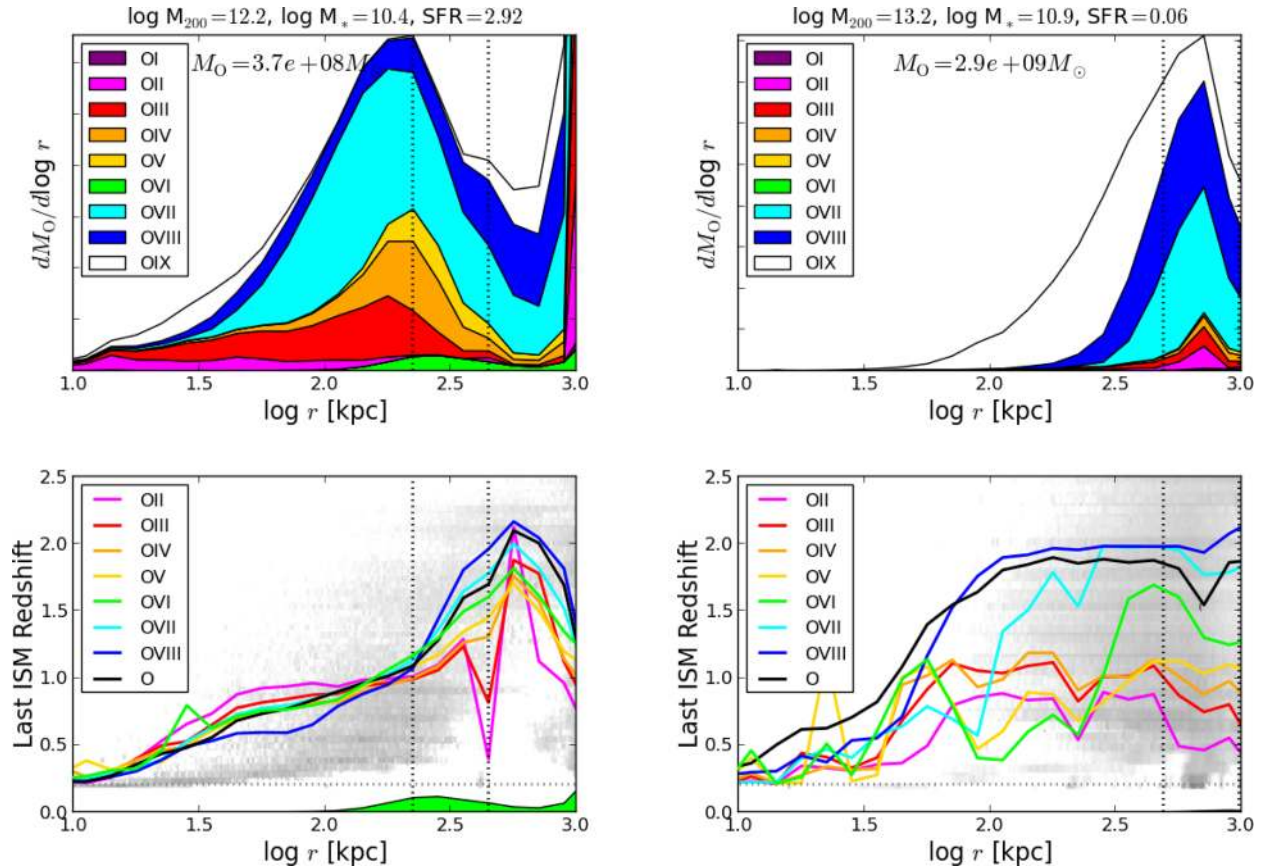 log M₂₀₀=12.2, log M*=10.4, SFR=2.92
OI
OII
OIII
OIV
OV
OVI
OVII
OVIII
OIX
M_O=3.7e+08M
dM_O/dlog r
1.0 1.5 2.0 2.5 3.0
log r [kpc]
log M₂₀₀=13.2, log M*=10.9, SFR=0.06
OI
OII
OIII
OIV
OV
OVI
OVII
OVIII
OIX
M_O=2.9e+09M_⊙
dM_O/dlog r
1.0 1.5 2.0 2.5 3.0
log r [kpc]
2.5
2.0
1.5
1.0
0.5
0.0
Last ISM Redshift
OII
OIII
OIV
OV
OVI
OVII
OVIII
O
1.0 1.5 2.0 2.5 3.0
log r [kpc]
2.5
2.0
1.5
1.0
0.5
0.0
Last ISM Redshift
OII
OIII
OIV
OV
OVI
OVII
OVIII
O
1.0 1.5 2.0 2.5 3.0
log r [kpc]